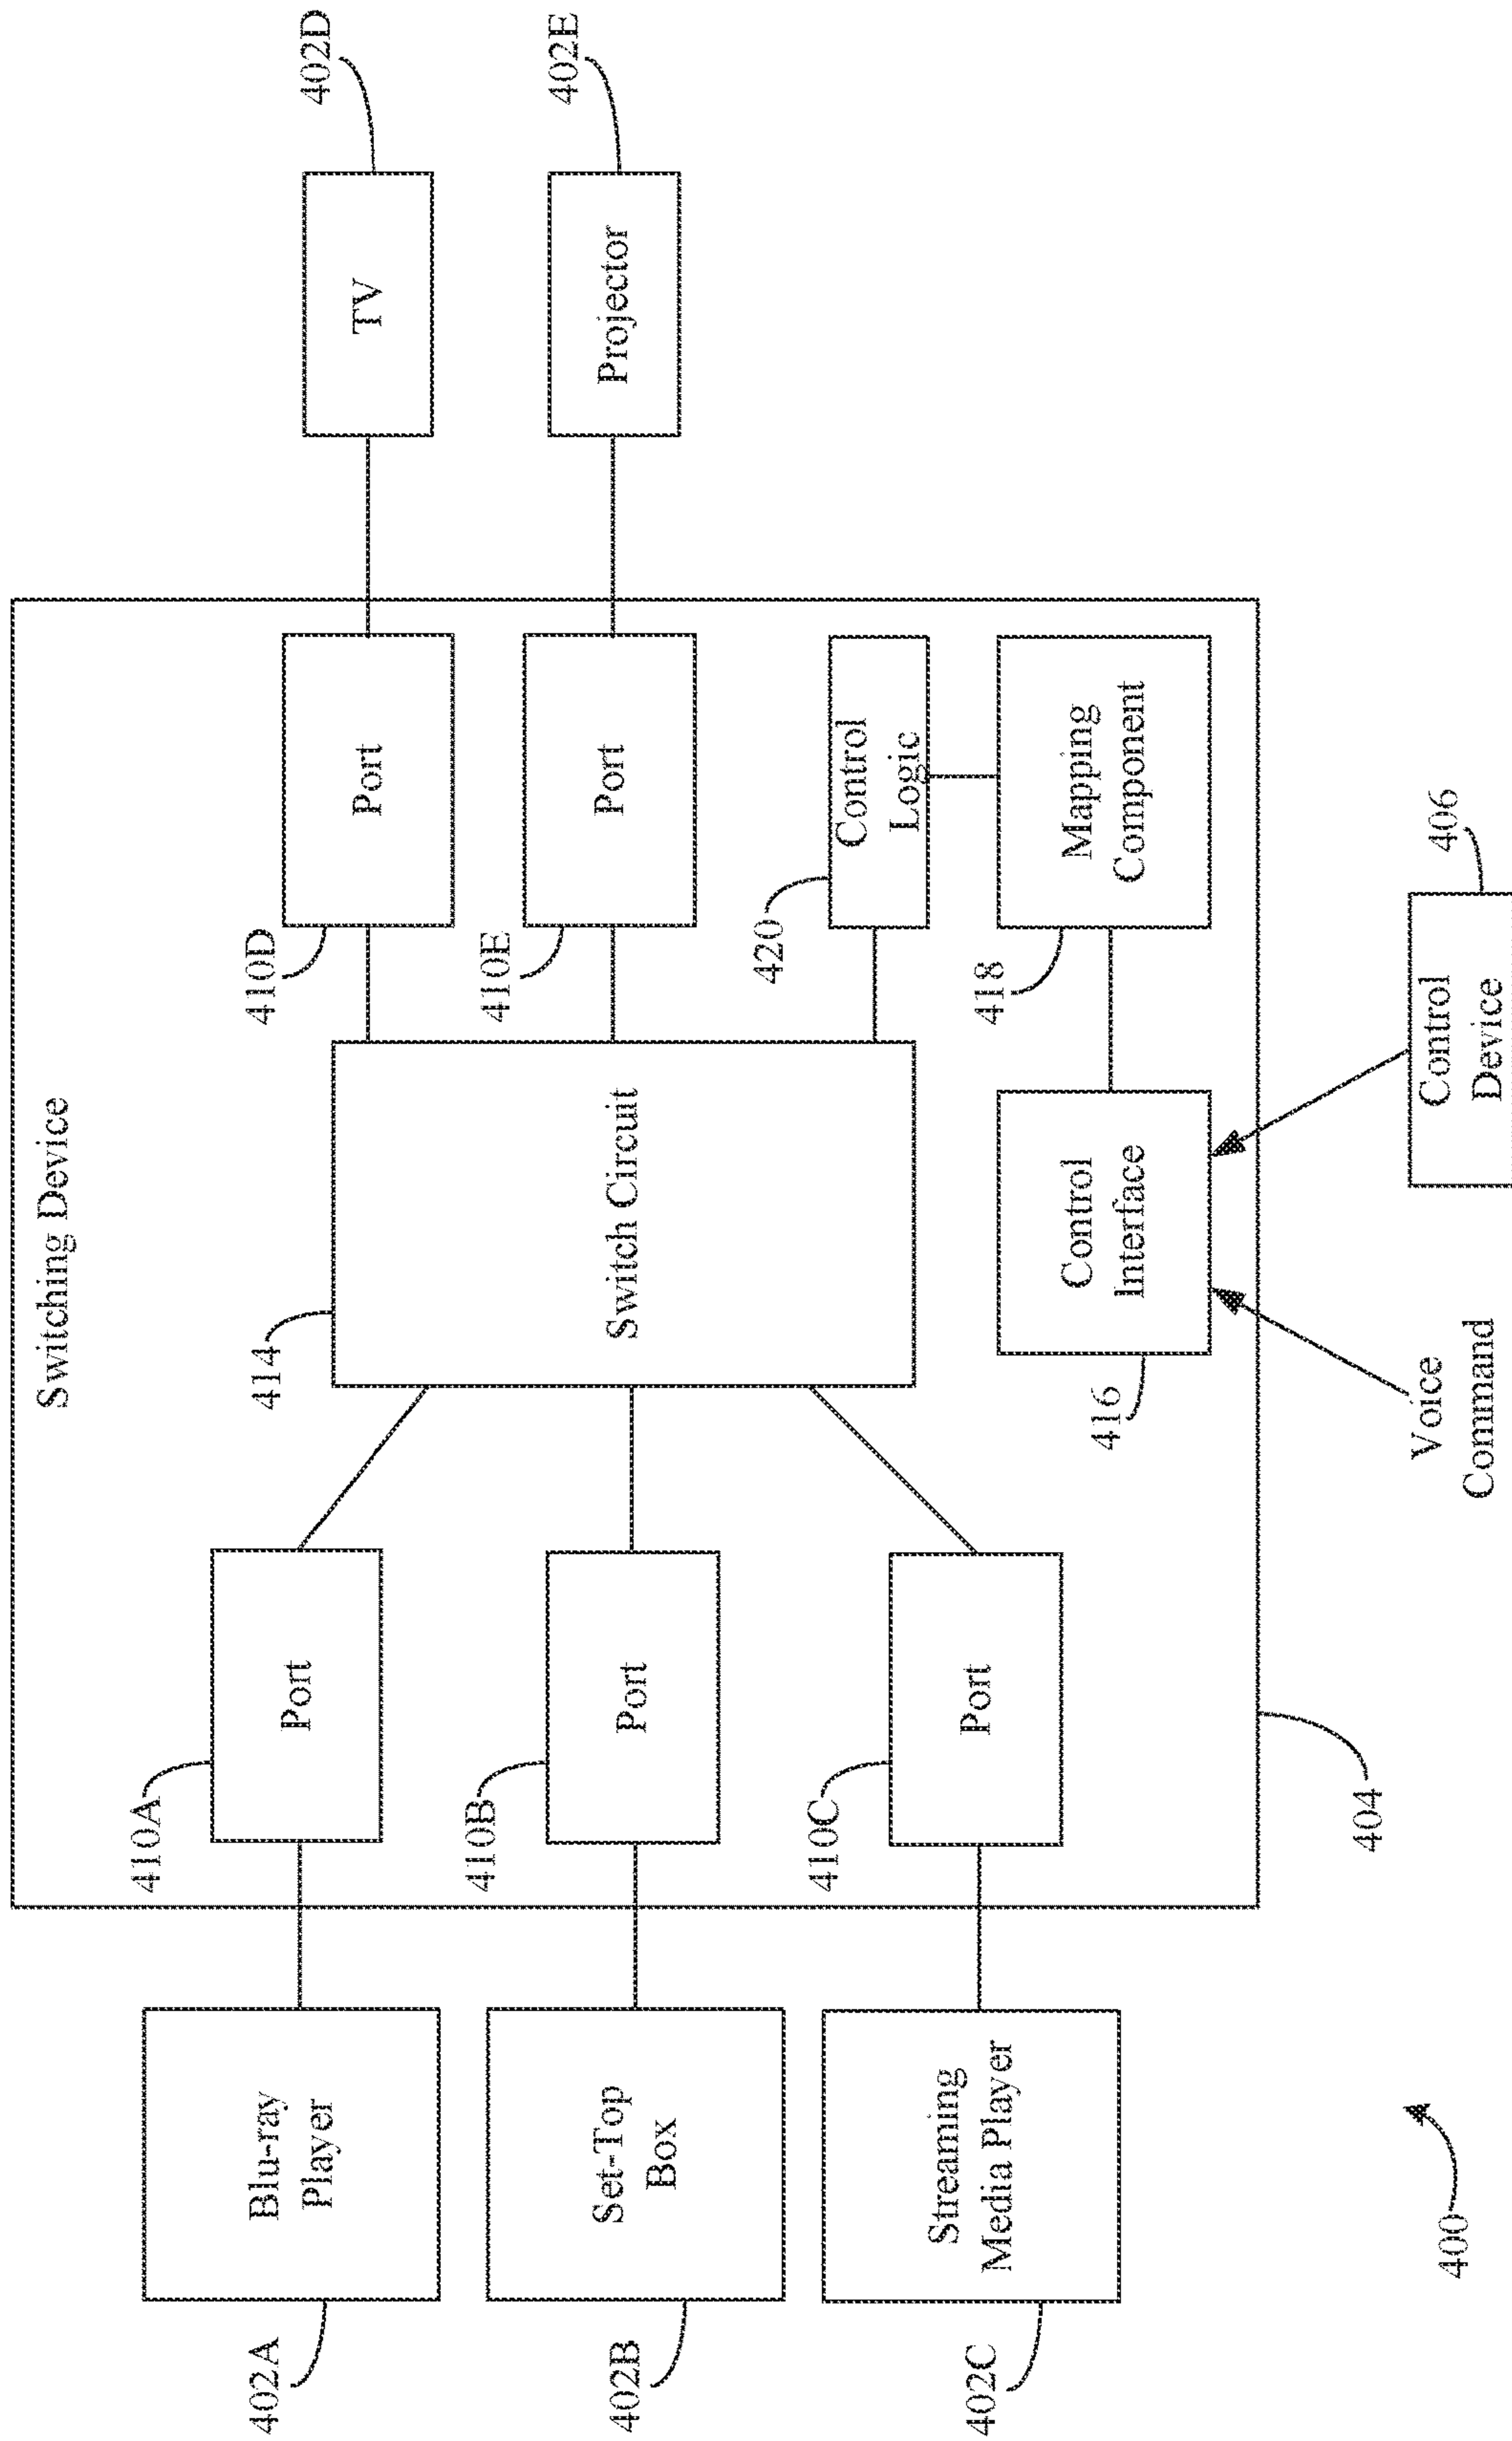 Switching Device
402A
Blu-ray
Player
410A
Port
414
Switch Circuit
410D
Port
TV
402D
402B
Set-Top
Box
410B
Port
410E
Port
Projector
402E
402C
Streaming
Media Player
410C
Port
420
Control
Logic
416
Control
Interface
418
Mapping
Component
404
Voice
Command
Control
Device
406
400